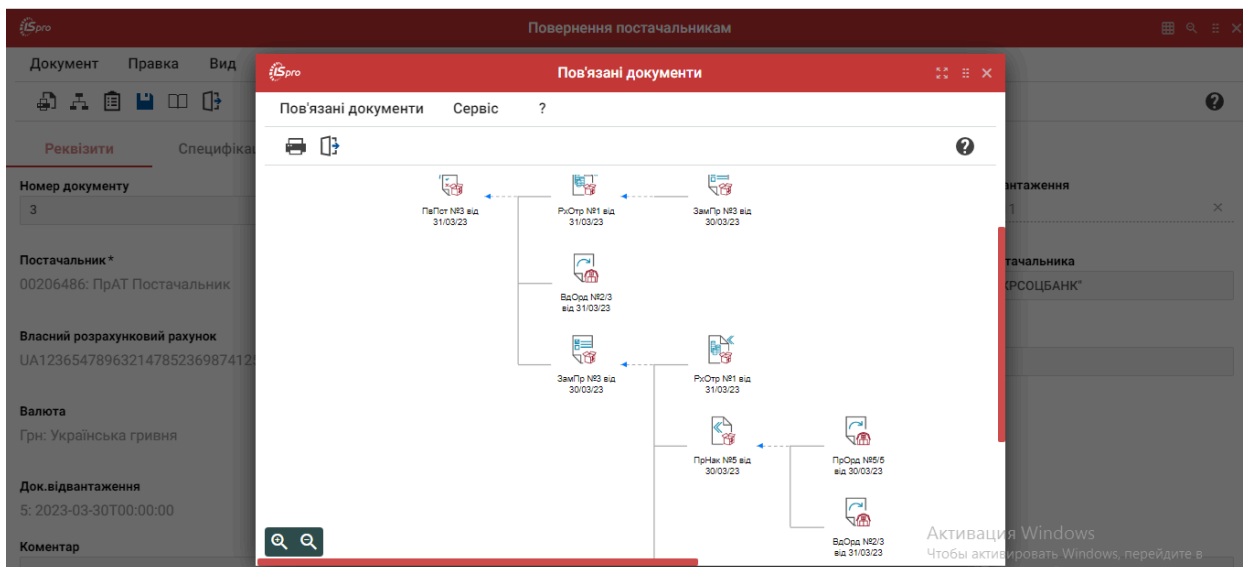 iSpro
Повернення постачальникам
Документ Правка Вид
iSpro
Пов'язані документи
Пов'язані документи Сервіс ?
Реквізити
Номер документу
3
1
Постачальник*
00206486: ПрАТ Постачальник
Власний розрахунковий рахунок
Валюта
Грн: Українська гривня
Док.відвантаження
5: 2023-03-30T00:00:00
Коментар
ПвПст №3 від
31/03/23
РхОтр №1 від
31/03/23
ЗамПр №3 від
30/03/23
ВдОрд №2/3
від 31/03/23
ЗамПр №3 від
30/03/23
РхОтр №1 від
31/03/23
ПрНак №5 від
30/03/23
ПрОрд №5/5
від 30/03/23
ВдОрд №2/3
від 31/03/23
Активация Windows
Чтобы активировать Windows, перейдите в